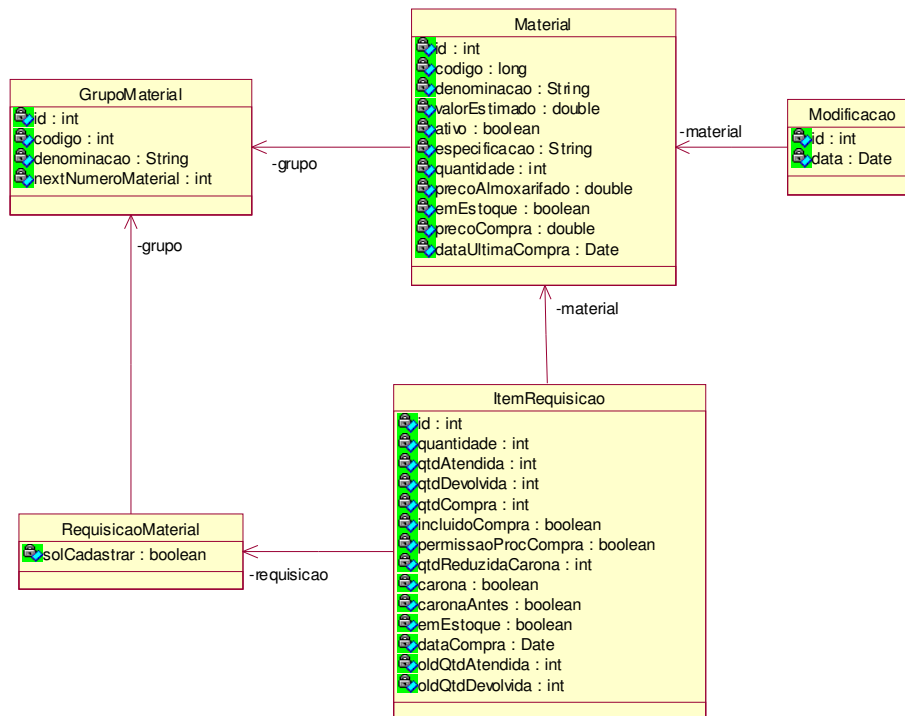 Material
id : int
codigo : long
denominacao : String
valorEstimado : double
ativo : boolean
especificacao : String
quantidade : int
precoAlmoxarifado : double
emEstoque : boolean
precoCompra : double
dataUltimaCompra : Date
GrupoMaterial
id : int
codigo : int
denominacao : String
nextNumeroMaterial : int
-grupo
-material
Modificacao
id : int
data : Date
-grupo
-material
ItemRequisicao
id : int
quantidade : int
qtdAtendida : int
qtdDevolvida : int
qtdCompra : int
incluidoCompra : boolean
permissaoProcCompra : boolean
qtdReduzidaCarona : int
carona : boolean
caronaAntes : boolean
emEstoque : boolean
dataCompra : Date
oldQtdAtendida : int
oldQtdDevolvida : int
RequisicaoMaterial
solCadastrar : boolean
-requisicao